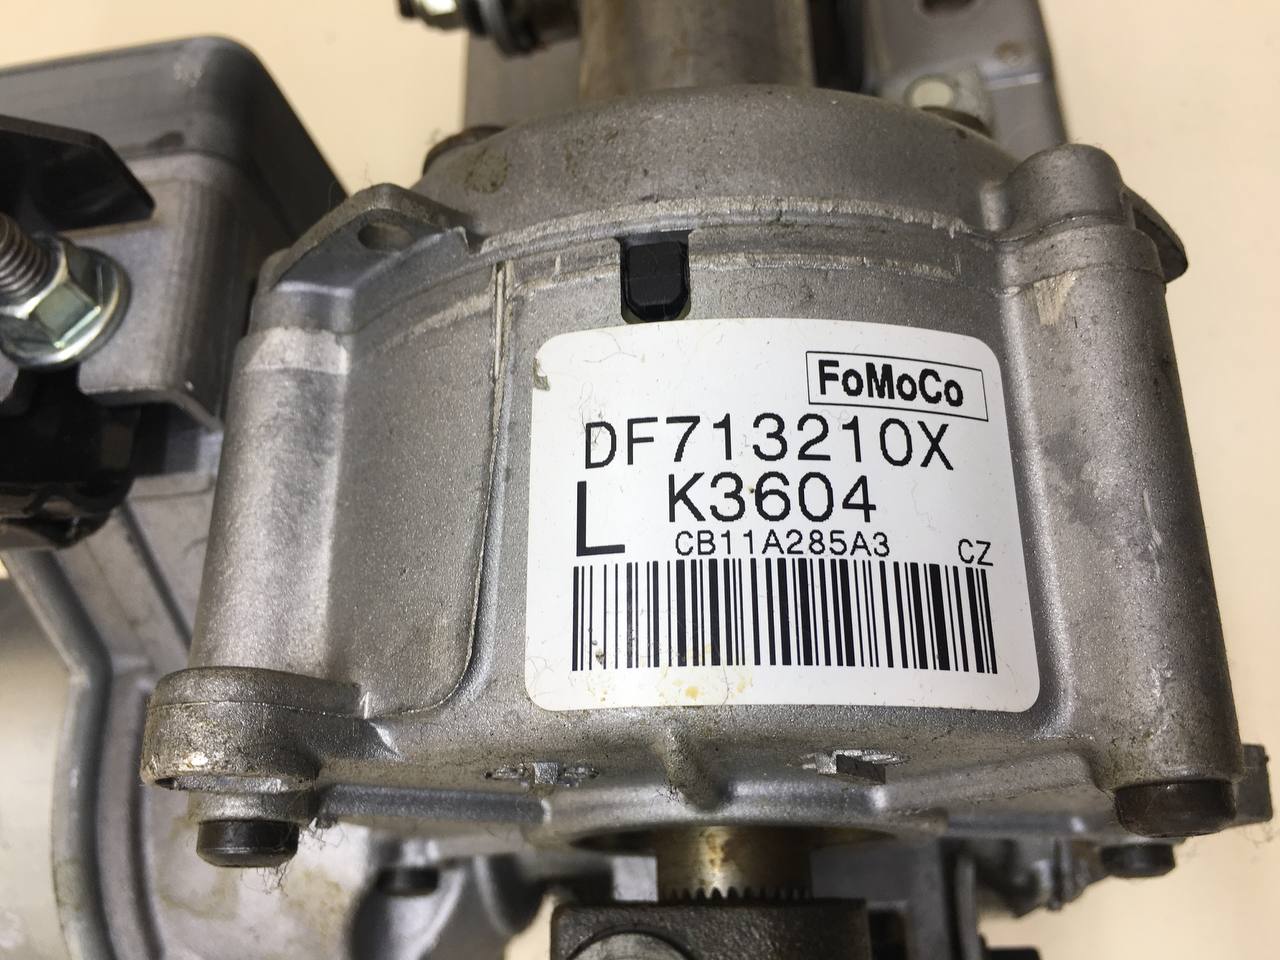 FoMoCo
DF713210X
L K3604
CB11A285A3 CZ